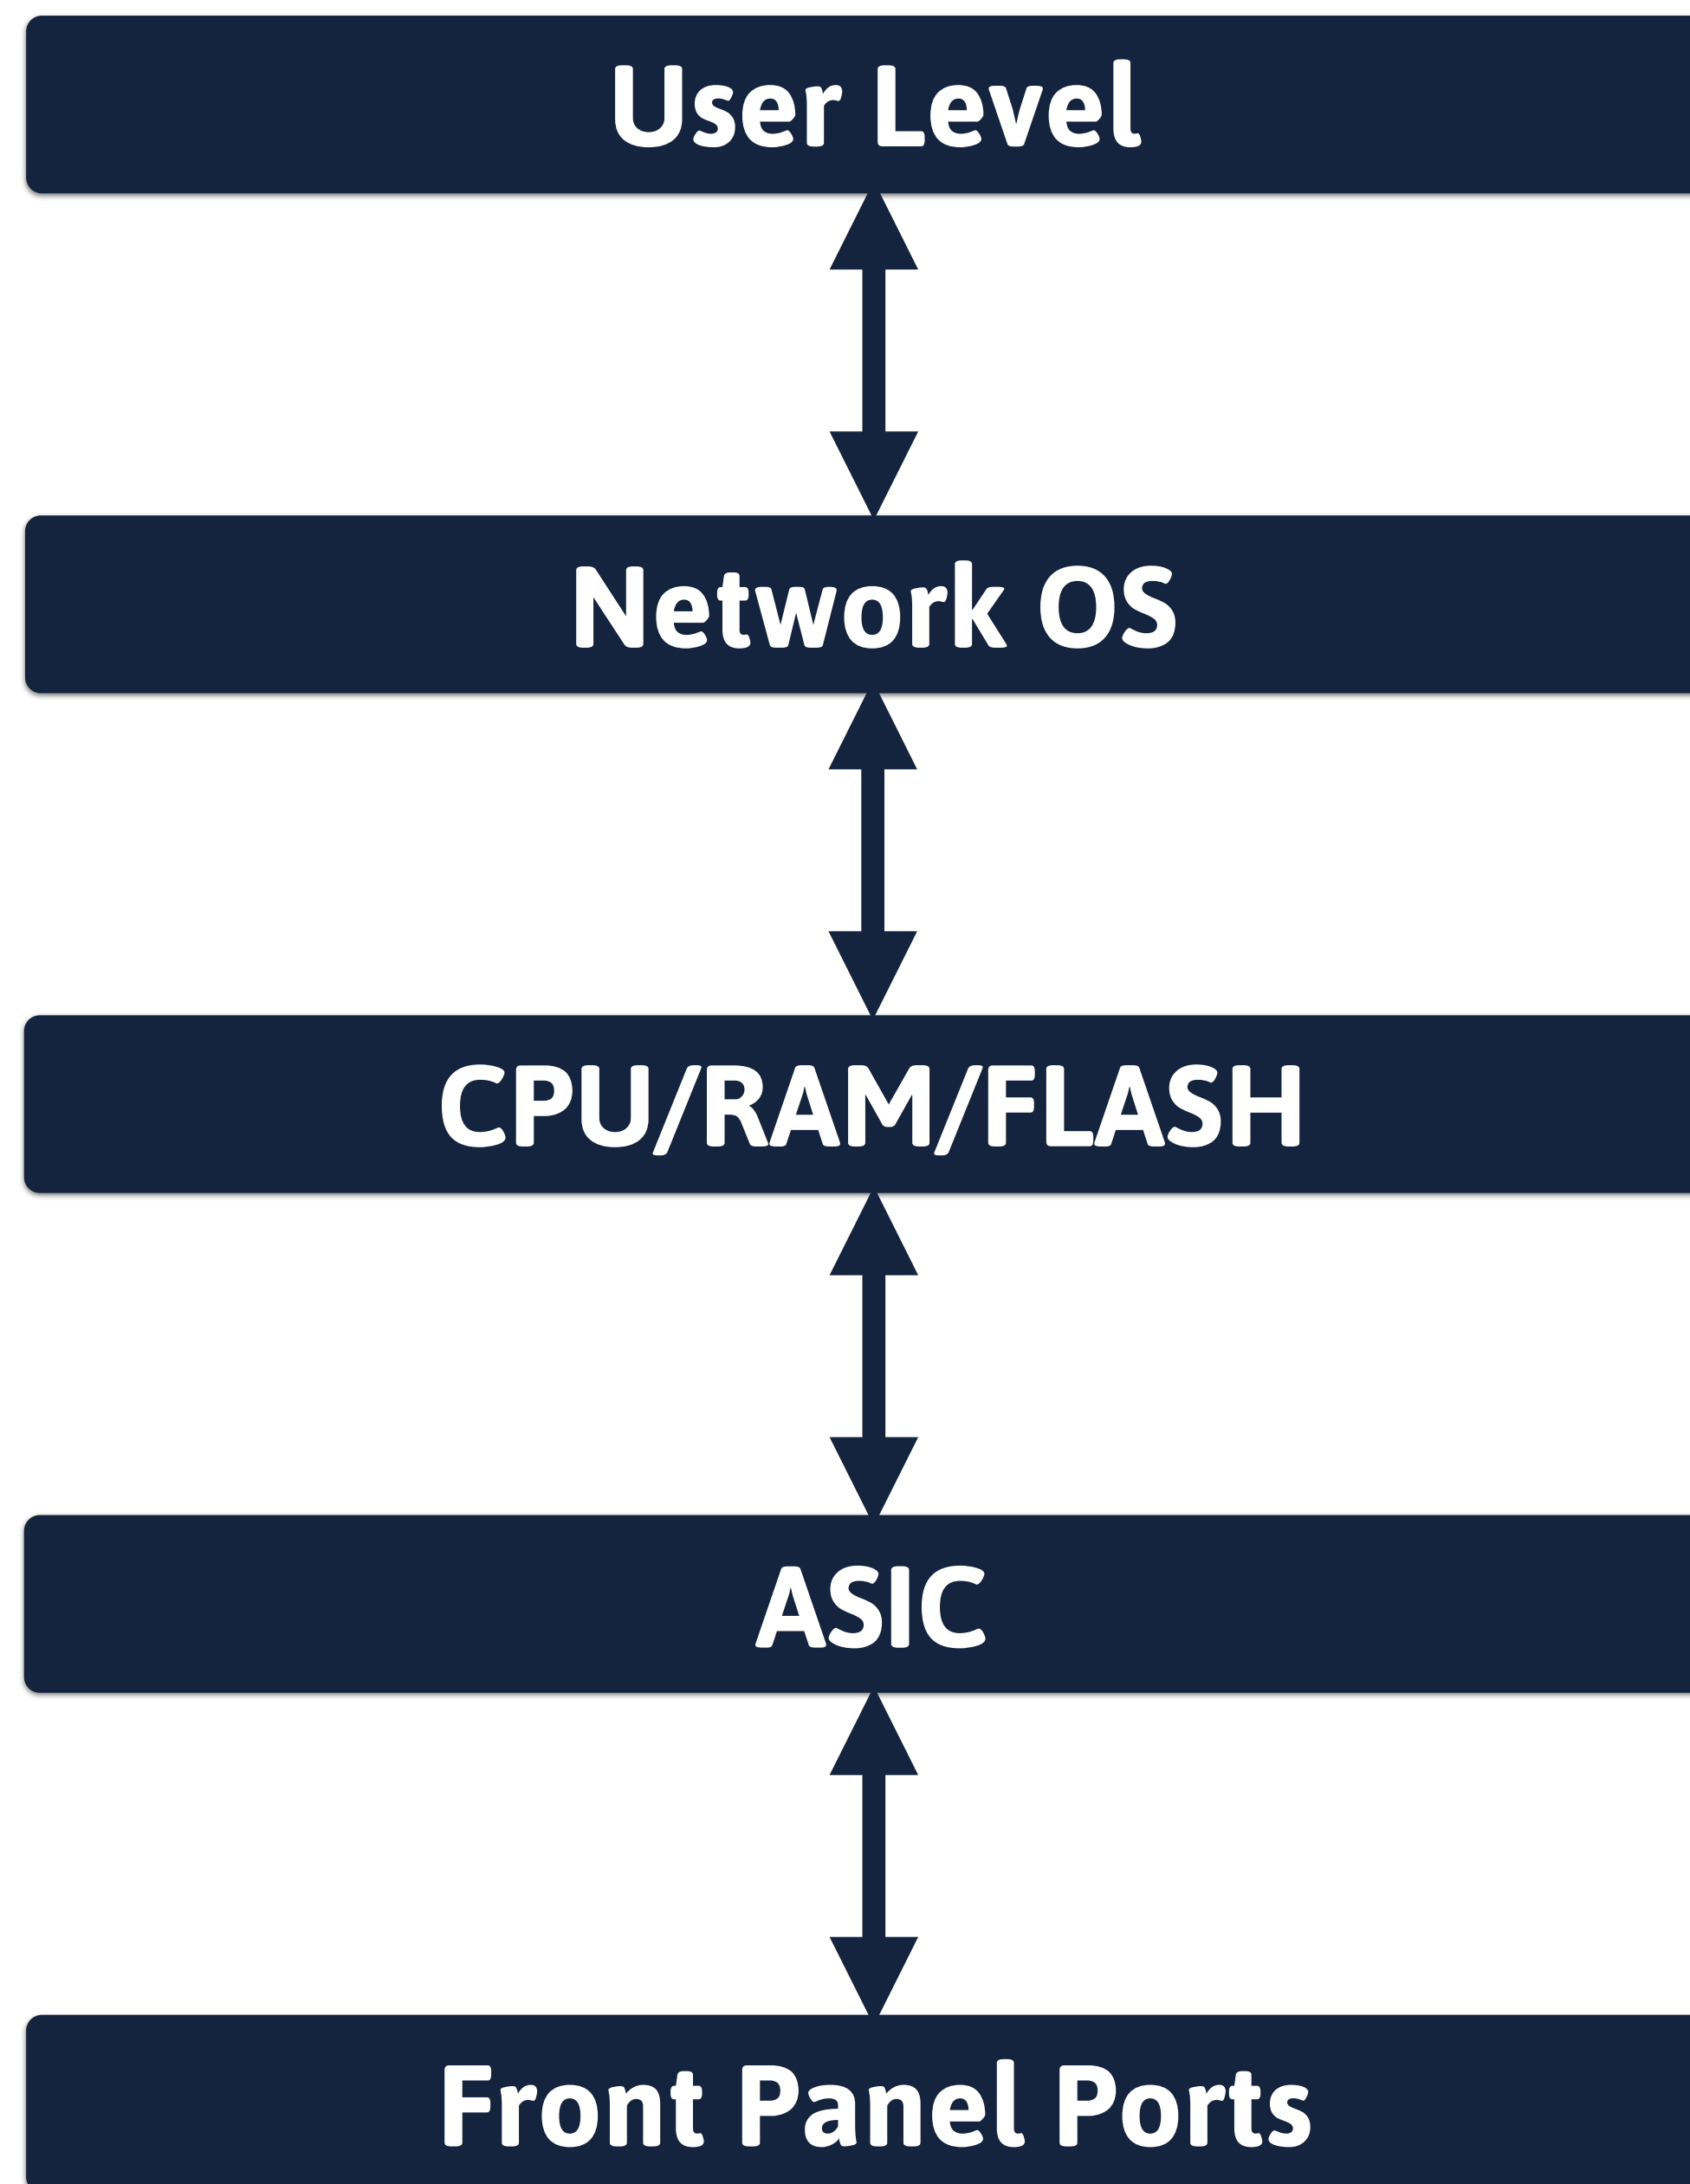 User Level
Network OS
CPU/RAM/FLASH
ASIC
Front Panel Ports